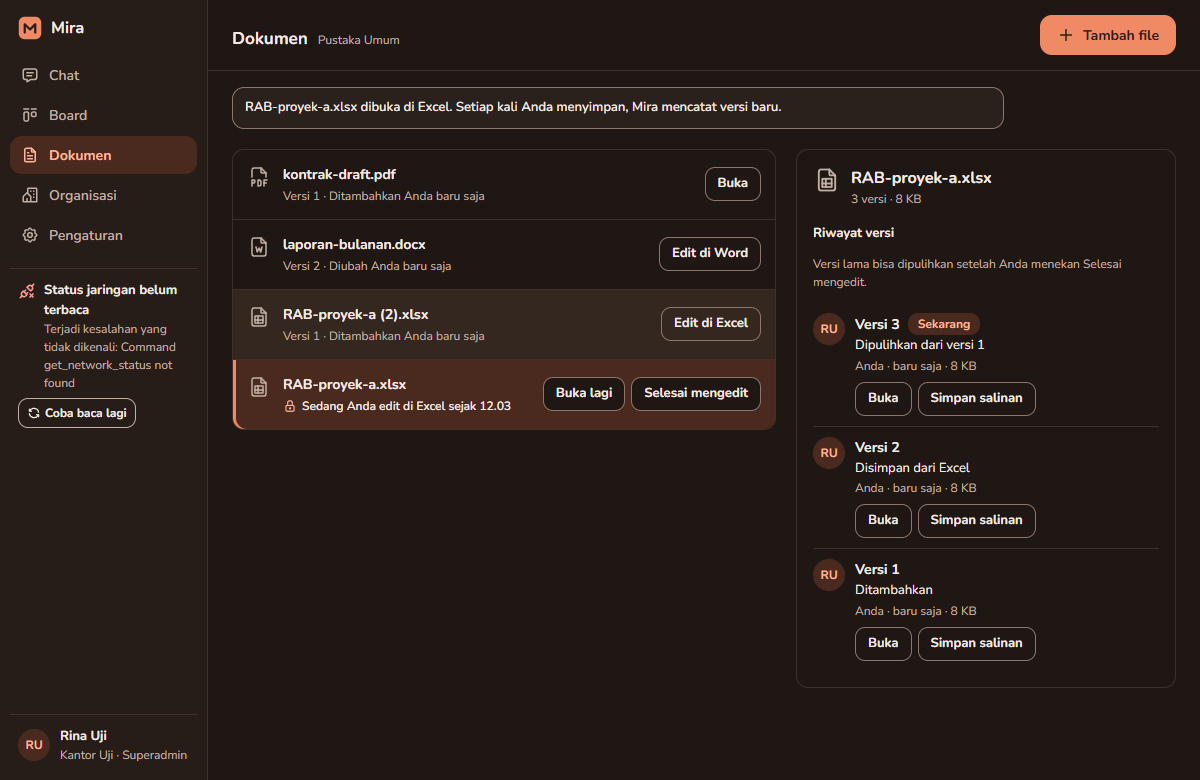 Mira
Chat
Board
Dokumen
Organisasi
Pengaturan
Status jaringan belum
terbaca
Terjadi kesalahan yang
tidak dikenali: Command
get_network_status not
found
Coba baca lagi
RU
Rina Uji
Kantor Uji · Superadmin
Dokumen Pustaka Umum
Tambah file
RAB-proyek-a.xlsx dibuka di Excel. Setiap kali Anda menyimpan, Mira mencatat versi baru.
PDF
kontrak-draft.pdf
Versi 1 · Ditambahkan Anda baru saja
Buka
W
laporan-bulanan.docx
Versi 2 · Diubah Anda baru saja
Edit di Word
RAB-proyek-a (2).xlsx
Versi 1 · Ditambahkan Anda baru saja
Edit di Excel
RAB-proyek-a.xlsx
Sedang Anda edit di Excel sejak 12.03
Buka lagi
Selesai mengedit
RAB-proyek-a.xlsx
3 versi · 8 KB
Riwayat versi
Versi lama bisa dipulihkan setelah Anda menekan Selesai
mengedit.
RU
Versi 3 Sekarang
Dipulihkan dari versi 1
Anda · baru saja · 8 KB
Buka
Simpan salinan
RU
Versi 2
Disimpan dari Excel
Anda · baru saja · 8 KB
Buka
Simpan salinan
RU
Versi 1
Ditambahkan
Anda · baru saja · 8 KB
Buka
Simpan salinan